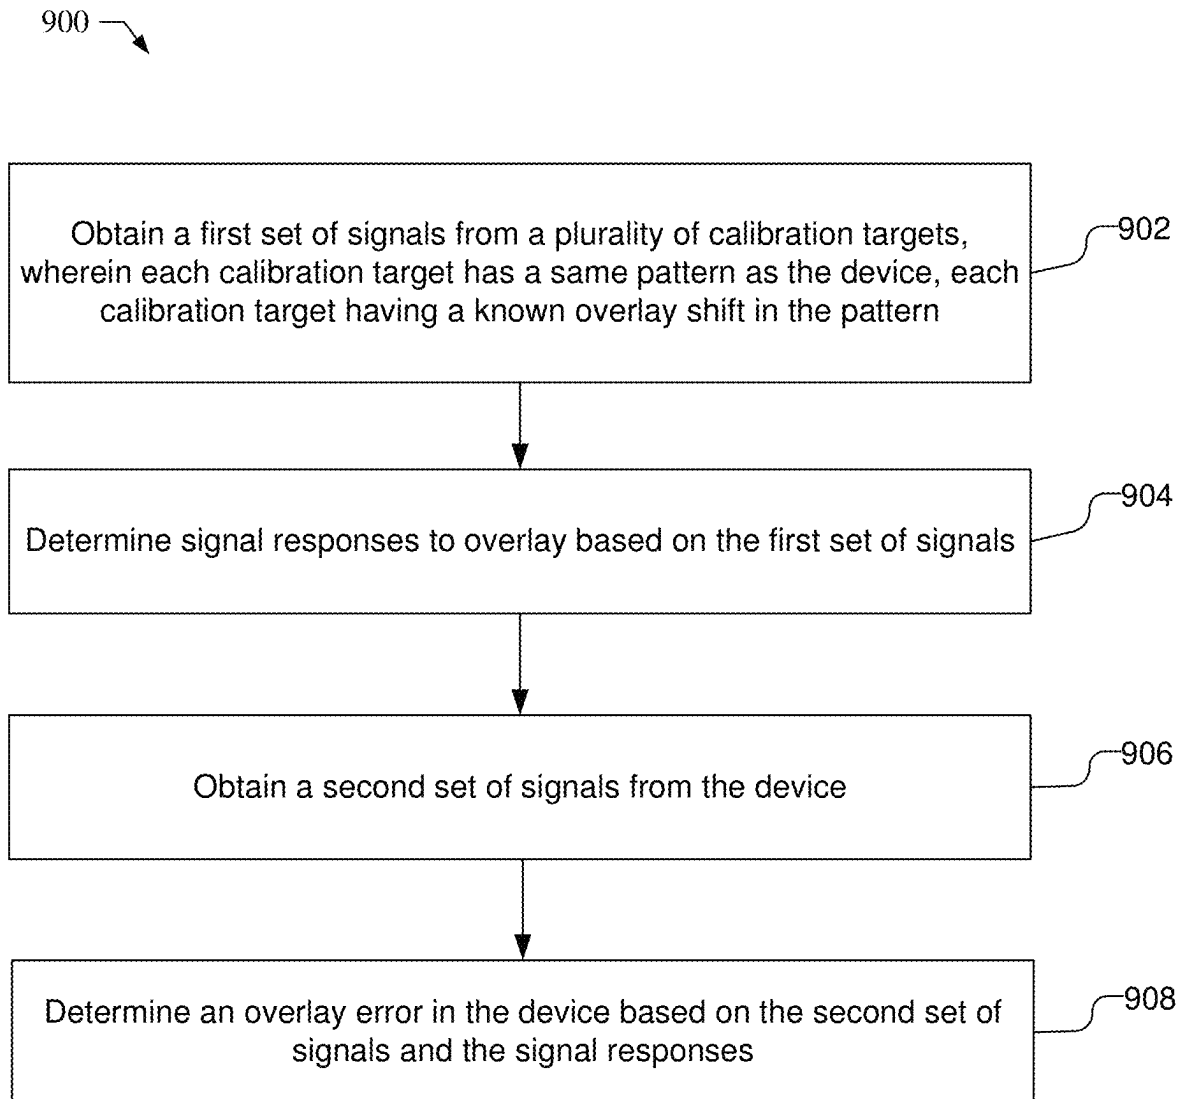 900
Obtain a first set of signals from a plurality of calibration targets,
902
wherein each calibration target has a same pattern as the device, each
calibration target having a known overlay shift in the pattern
904
Determine signal responses to overlay based on the first set of signals
906
Obtain a second set of signals from the device
908
Determine an overlay error in the device based on the second set of
signals and the signal responses